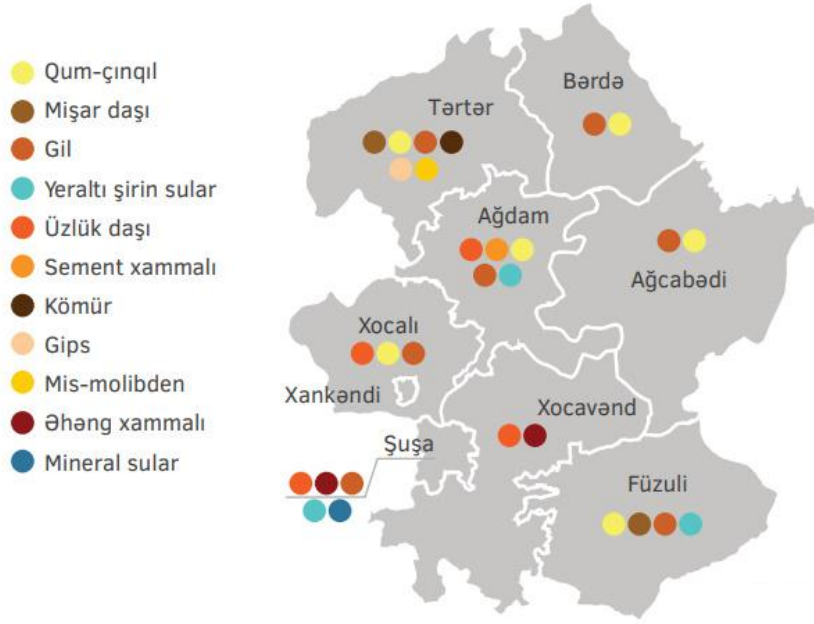 Qum-çınqıl
Mişar daşı
Gil
Yeraltı şirin sular
Üzlük daşı
Sement xammalı
Kömür
Gips
Mis-molibden
Əhəng xammalı
Mineral sular
Bərdə
Tərtər
Ağdam
Ağcabədi
Xocalı
Xankəndi
Xocavənd
Şuşa
Füzuli